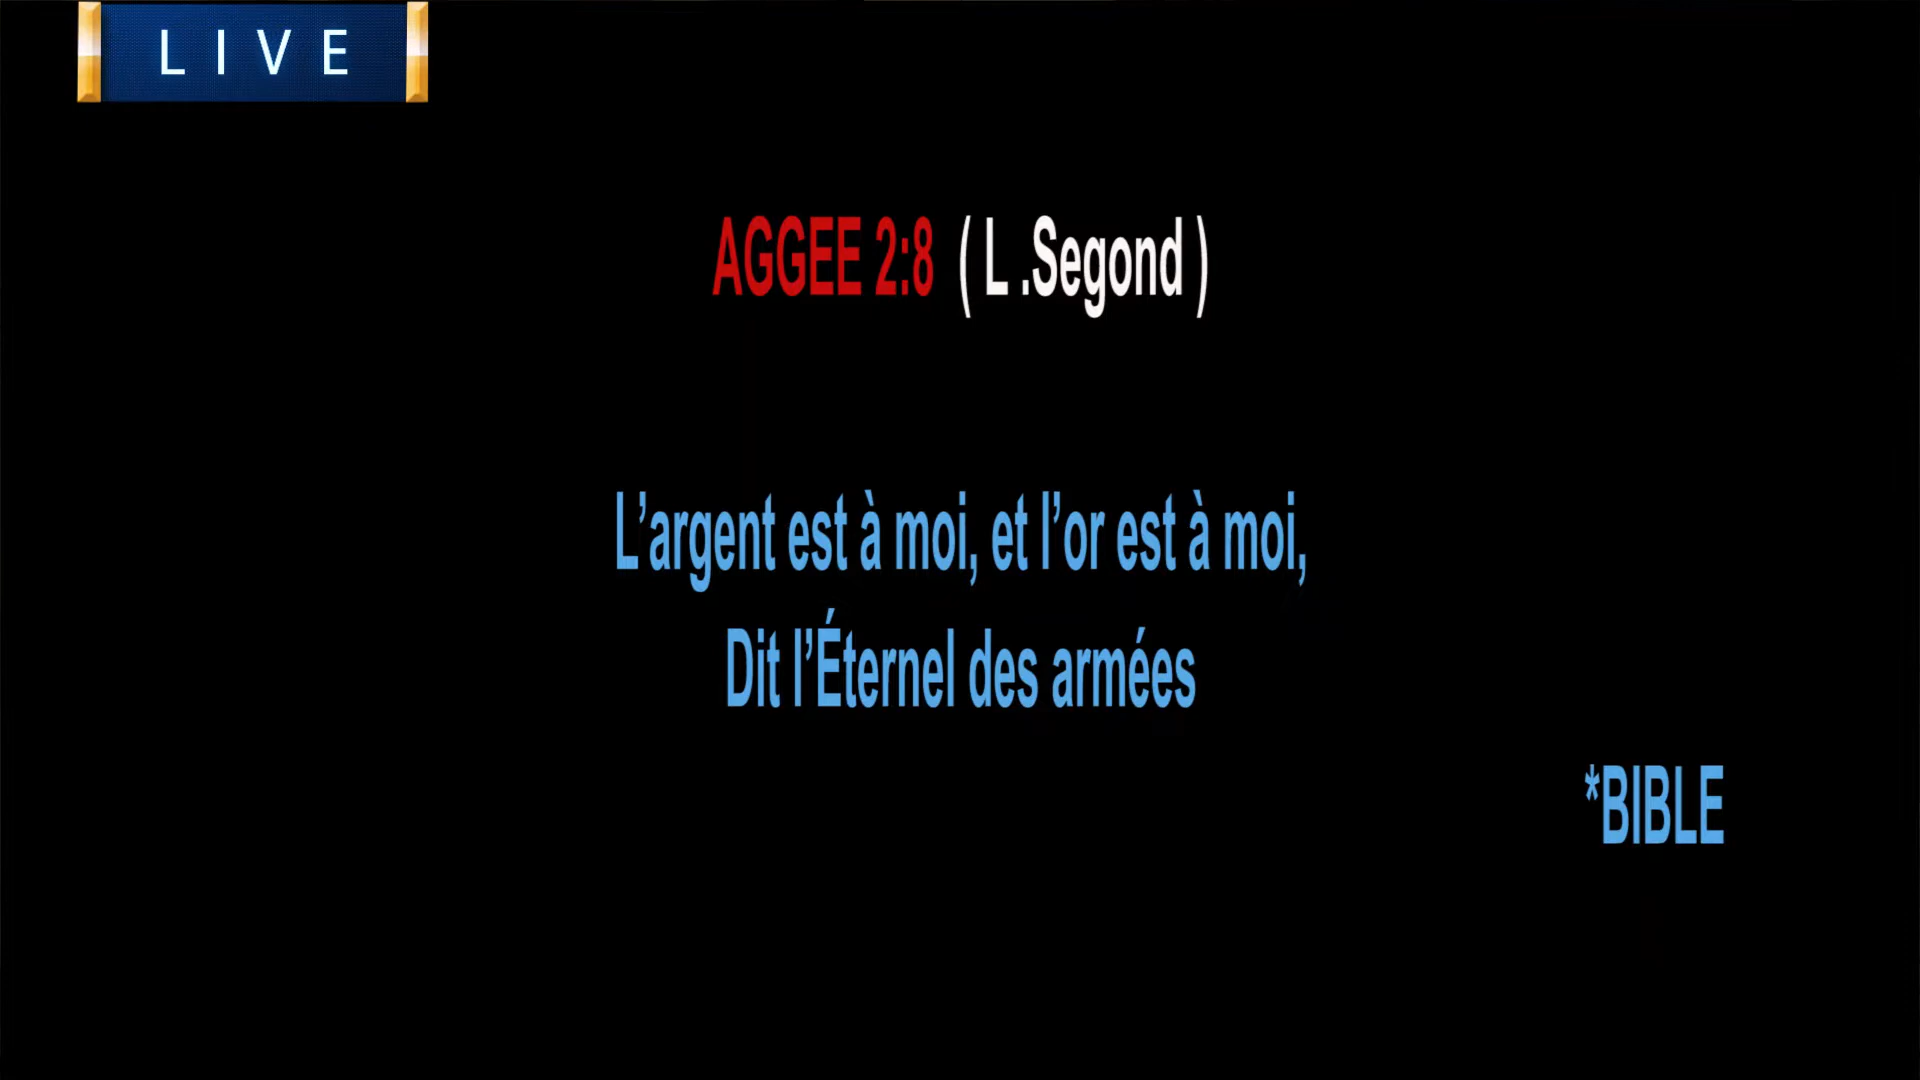 LIVE
AGGEE 2:8 ( L .Segond )
L’argent est à moi, et l’or est à moi,
Dit l’Éternel des armées
*BIBLE